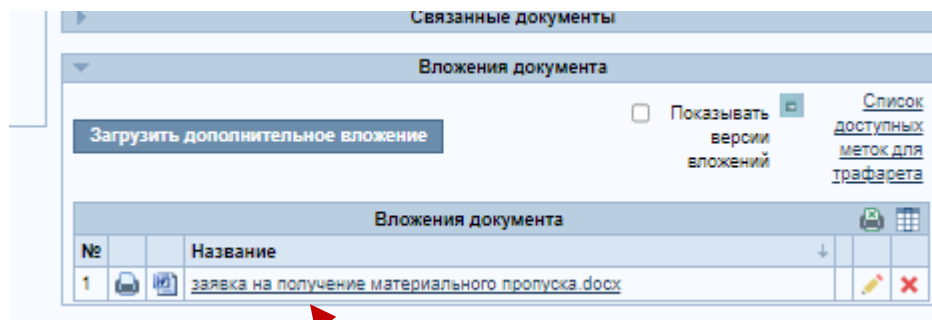 Связанные документы
Вложения документа
Загрузить дополнительное вложение
Показывать
версии
вложений
Список
доступных
меток для
трафарета
Вложения документа
№ Название
1 заявка на получение материального пропуска.docx